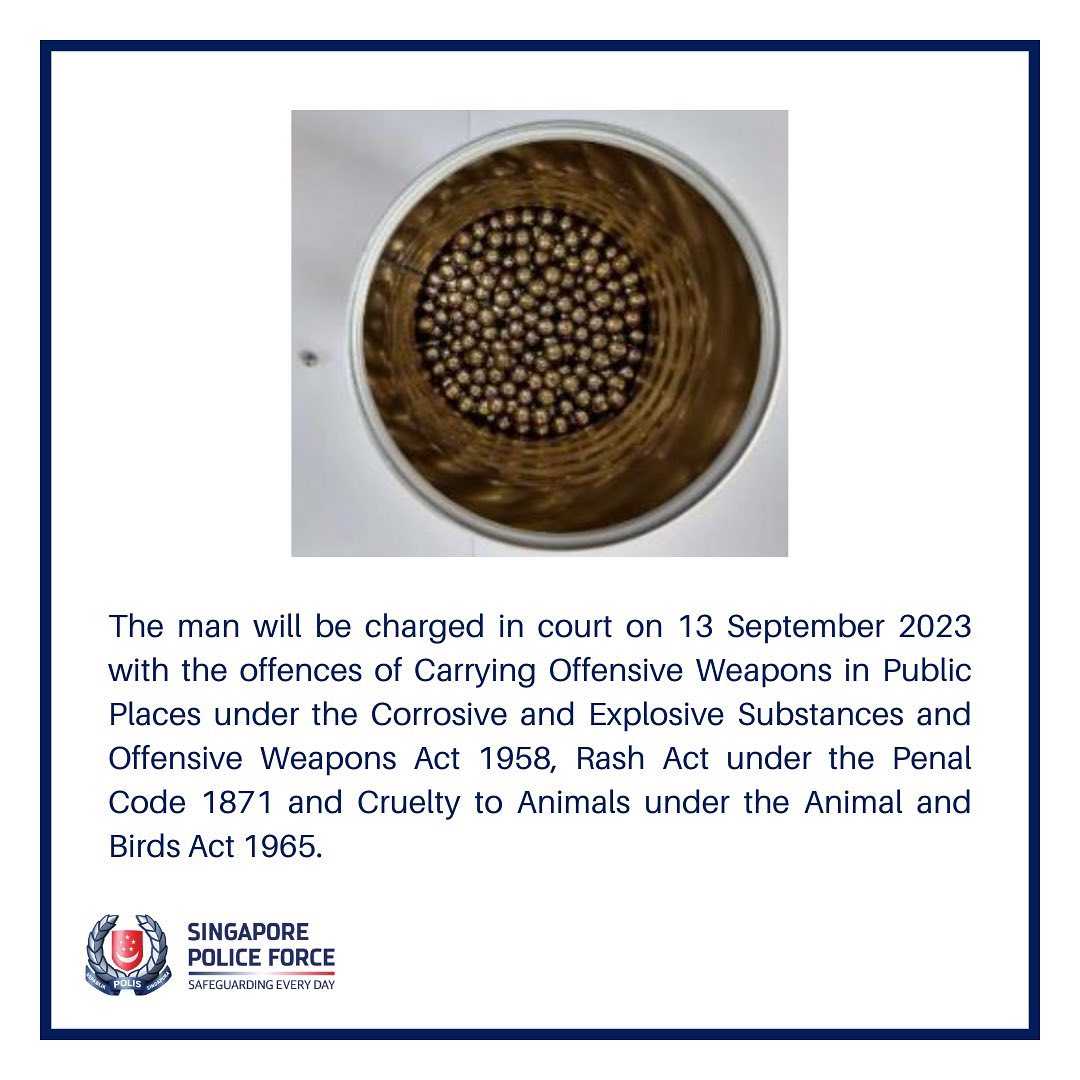 The man will be charged in court on 13 September 2023
with the offences of Carrying Offensive Weapons in Public
Places under the Corrosive and Explosive Substances and
Offensive Weapons Act 1958, Rash Act under the Penal
Code 1871 and Cruelty to Animals under the Animal and
Birds Act 1965.
REPUBLIK POLIS SINGAPURA
SINGAPORE
POLICE FORCE
SAFEGUARDING EVERY DAY